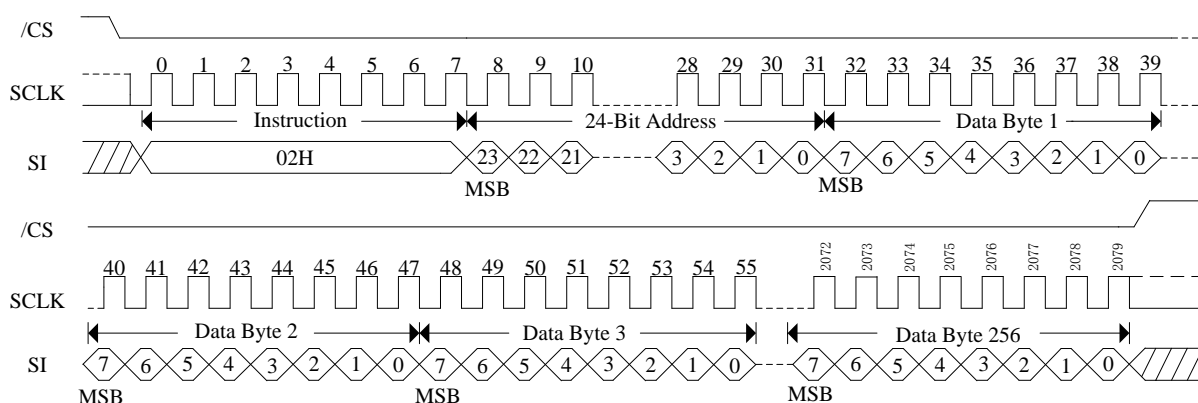 /CS
0 1 2 3 4 5 6 7 8 9 10 28 29 30 31 32 33 34 35 36 37 38 39
SCLK
Instruction 24-Bit Address Data Byte 1
SI 02H 23 22 21 3 2 1 0 7 6 5 4 3 2 1 0
MSB MSB
/CS
40 41 42 43 44 45 46 47 48 49 50 51 52 53 54 55 2072 2073 2074 2075 2076 2077 2078 2079
SCLK
Data Byte 2 Data Byte 3 Data Byte 256
SI 7 6 5 4 3 2 1 0 7 6 5 4 3 2 1 0 7 6 5 4 3 2 1 0
MSB MSB MSB